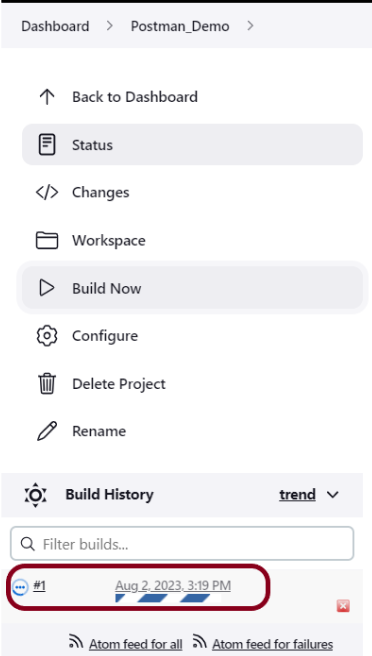 Dashboard > Postman_Demo >
Back to Dashboard
Status
</> Changes
Workspace
Build Now
Configure
Delete Project
Rename
Build History trend
Filter builds...
#1 Aug 2, 2023, 3:19 PM
Atom feed for all Atom feed for failures